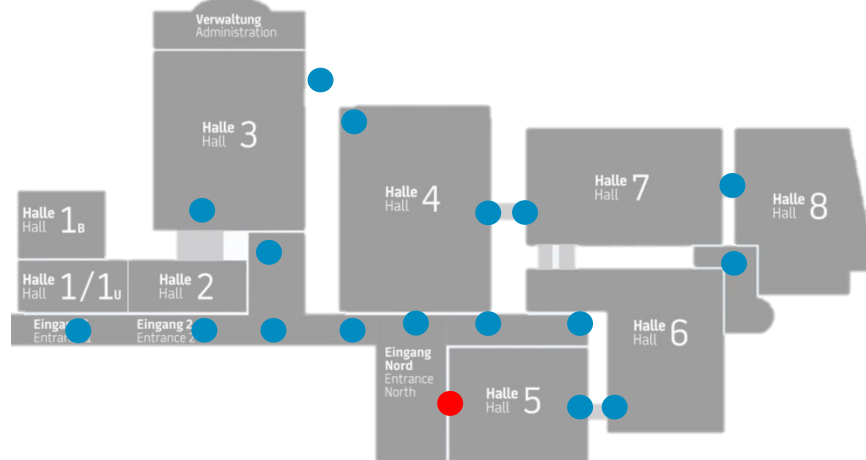 Verwaltung
Administration
Halle
Hall 3
Halle
Hall 4
Halle
Hall 7
Halle
Hall 8
Halle
Hall 1B
Halle
Hall 1/1U
Halle
Hall 2
Entrance 1
Eingang 2
Entrance 2
Eingang
Nord
Entrance
North
Halle
Hall 5
Halle
Hall 6